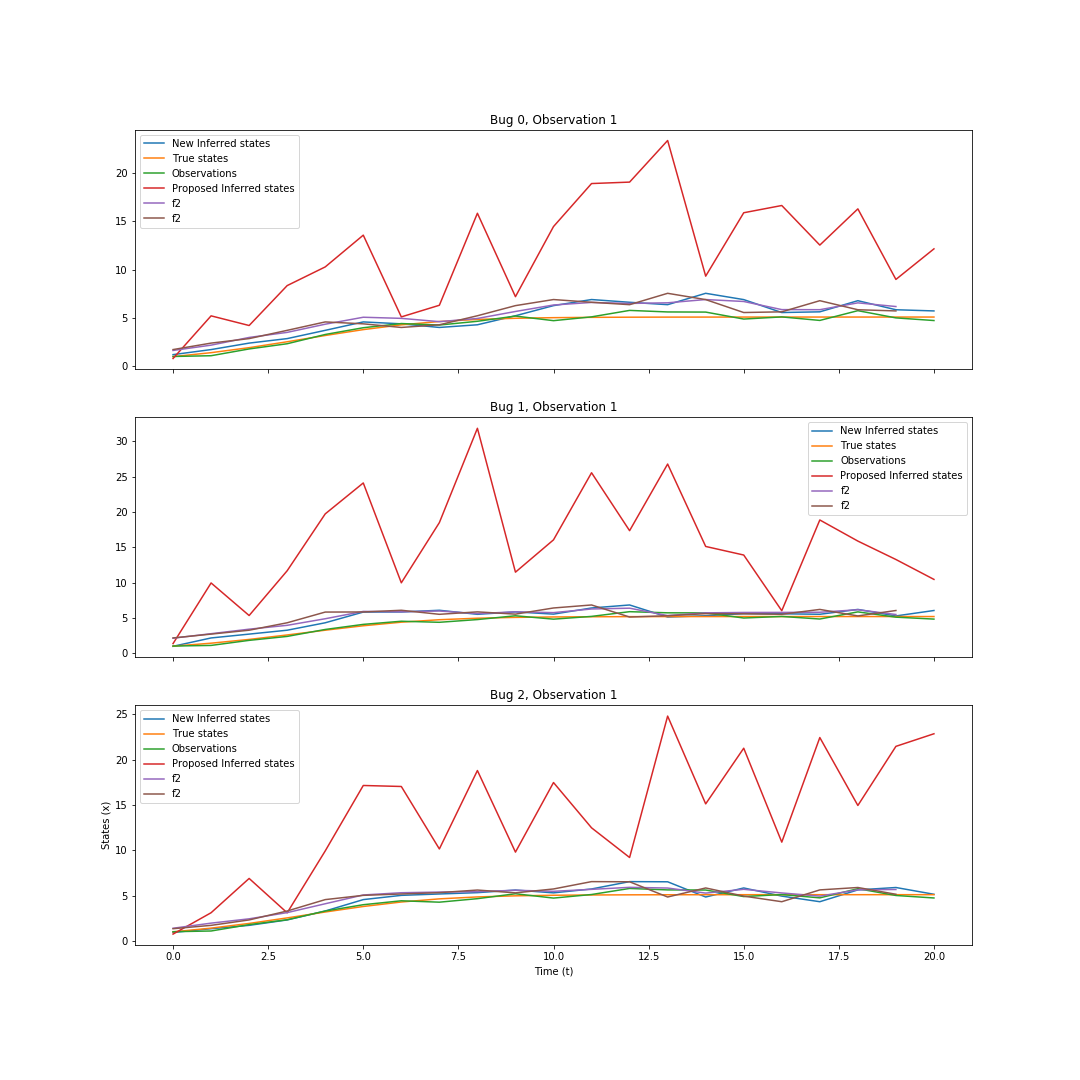 Bug 0, Observation 1
New Inferred states
True states
Observations
Proposed Inferred states
f2
f2
20
15
10
5
0
Bug 1, Observation 1
New Inferred states
True states
Observations
Proposed Inferred states
f2
f2
30
25
20
15
10
5
0
Bug 2, Observation 1
New Inferred states
True states
Observations
Proposed Inferred states
f2
f2
25
20
15
10
5
0
States (x)
0.0 2.5 5.0 7.5 10.0 12.5 15.0 17.5 20.0
Time (t)